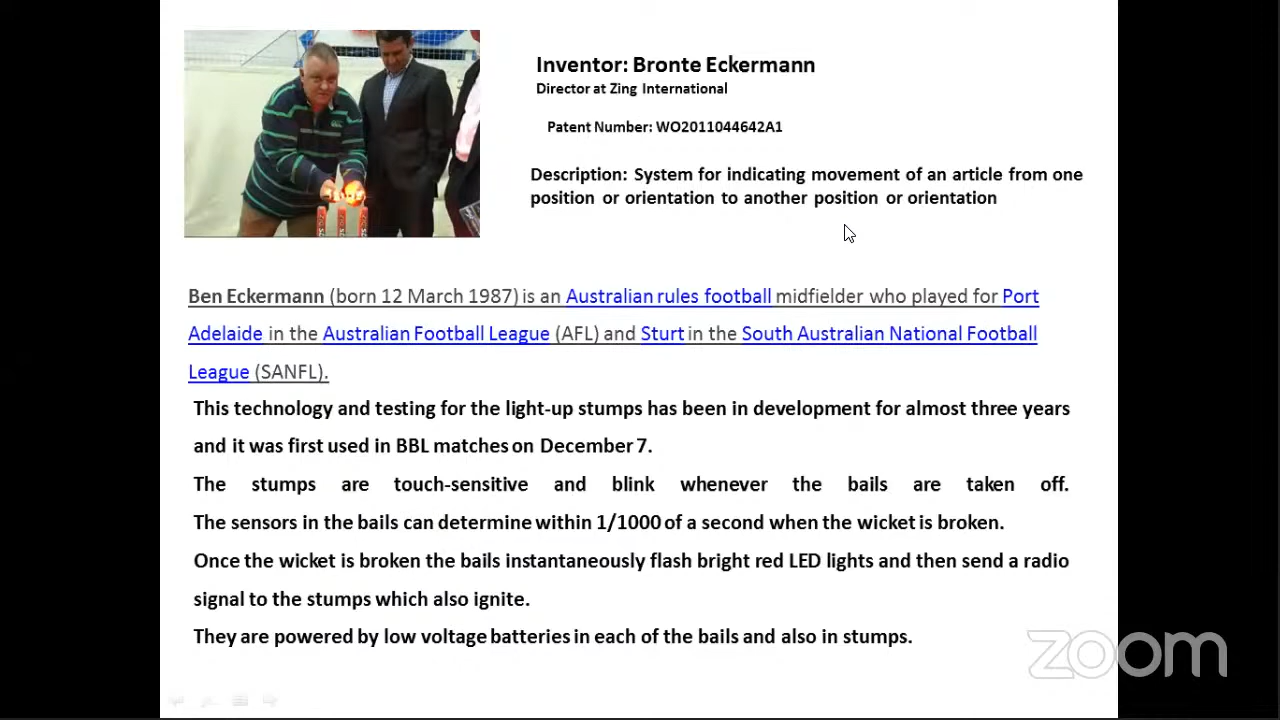 Inventor: Bronte Eckermann
Director at Zing International
Patent Number: WO2011044642A1
Description: System for indicating movement of an article from one
position or orientation to another position or orientation
Ben Eckermann (born 12 March 1987) is an Australian rules football midfielder who played for Port
Adelaide in the Australian Football League (AFL) and Sturt in the South Australian National Football
League (SANFL).
This technology and testing for the light-up stumps has been in development for almost three years
and it was first used in BBL matches on December 7.
The stumps are touch-sensitive and blink whenever the bails are taken off.
The sensors in the bails can determine within 1/1000 of a second when the wicket is broken.
Once the wicket is broken the bails instantaneously flash bright red LED lights and then send a radio
signal to the stumps which also ignite.
They are powered by low voltage batteries in each of the bails and also in stumps.
zoom